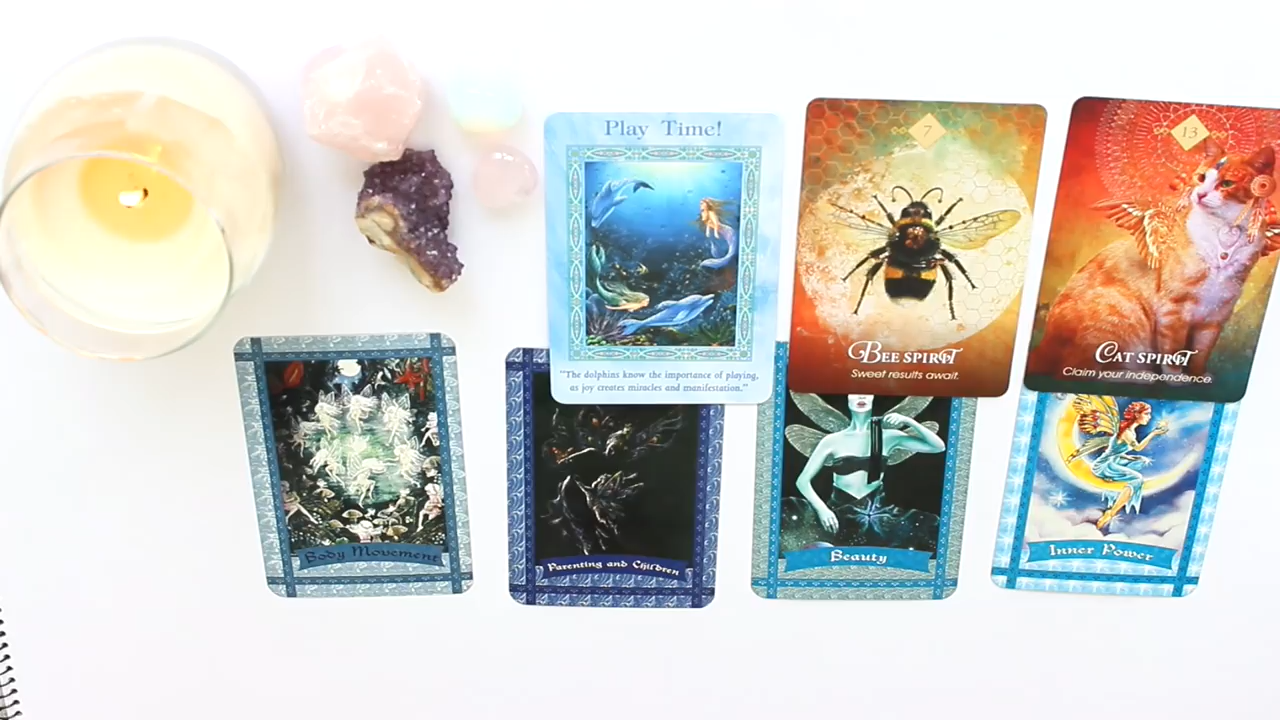 Play Time!
"The dolphins know the importance of playing,
as joy creates miracles and manifestation."
7
BEE SPIRIT
Sweet results await.
13
CAT SPIRIT
Claim your independence.
Body Movement
Parenting and Children
Beauty
Inner Power